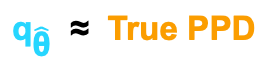 q_θ̂ ≈ True PPD